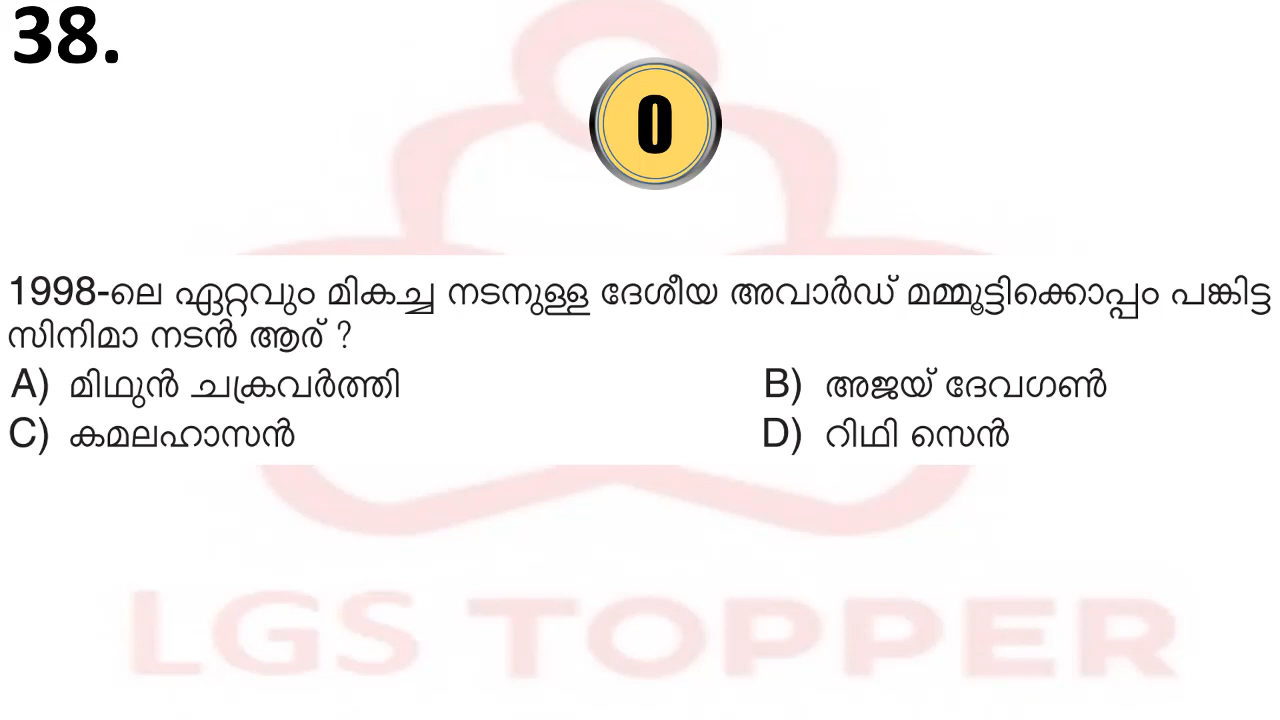 38.
0
1998-ലെ ഏറ്റവും മികച്ച നടനുള്ള ദേശീയ അവാർഡ് മമ്മൂട്ടിക്കൊപ്പം പങ്കിട്ട
സിനിമാ നടൻ ആര് ?
A) മിഥുൻ ചക്രവർത്തി B) അജയ് ദേവഗൺ
C) കമലഹാസൻ D) റിഥി സെൻ
LGS TOPPER